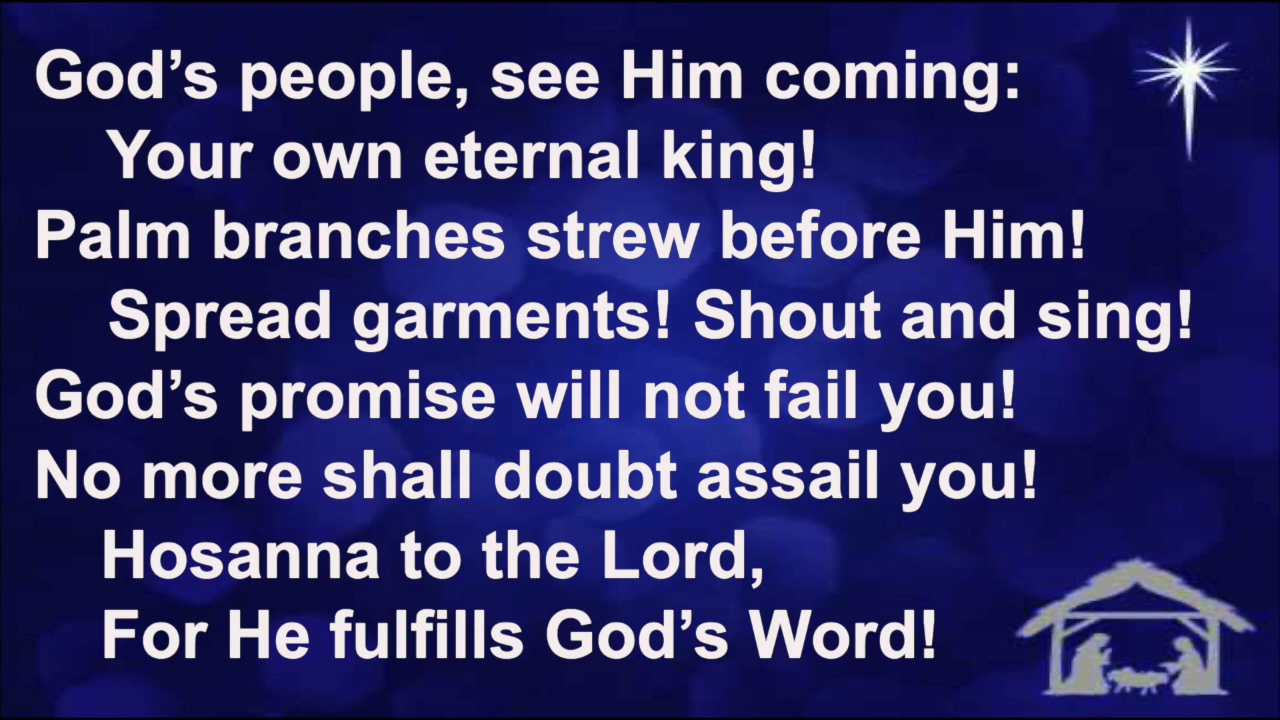 God’s people, see Him coming:
Your own eternal king!
Palm branches strew before Him!
Spread garments! Shout and sing!
God’s promise will not fail you!
No more shall doubt assail you!
Hosanna to the Lord,
For He fulfills God’s Word!